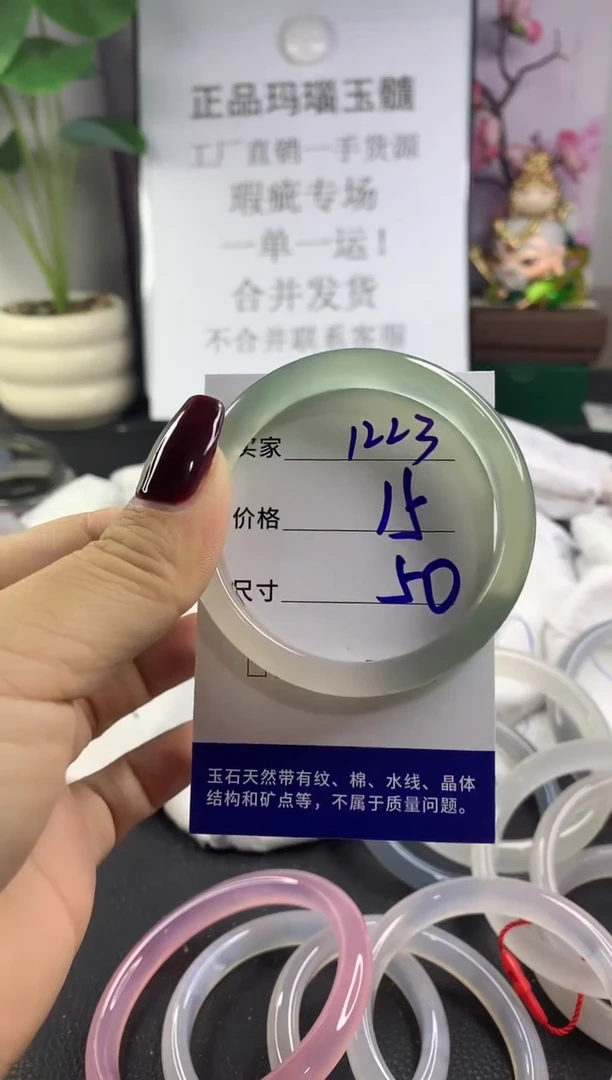 正品玛瑙玉髓
工厂直销一手货源
瑕疵专场
一单一运！
合并发货
不合并联系客服
买家 1223
价格 15
尺寸 50
玉石天然带有纹、棉、水线、晶体
结构和矿点等，不属于质量问题。